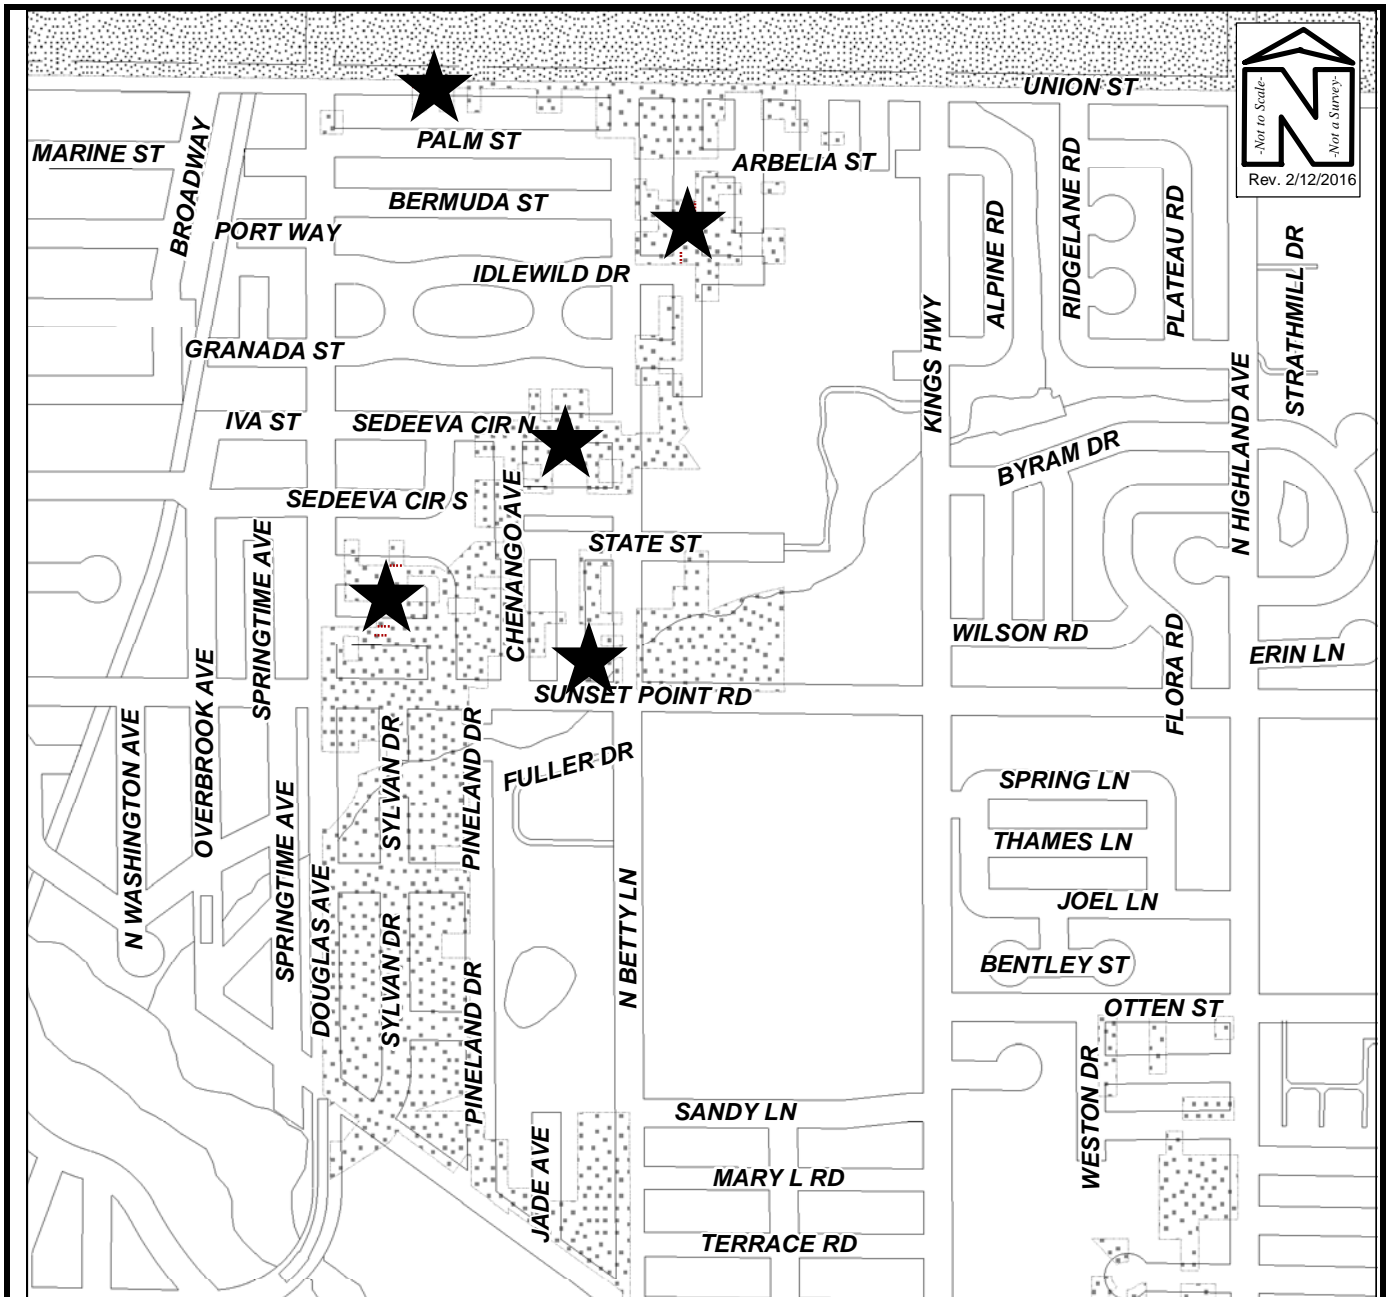 UNION ST
-Not to Scale-
N
-Not a Survey-
Rev. 2/12/2016
PALM ST
MARINE ST
BROADWAY
ARBELIA ST
BERMUDA ST
PORT WAY
IDLEWILD DR
ALPINE RD
RIDGELANE RD
PLATEAU RD
STRATHMILL DR
GRANADA ST
KINGS HWY
N HIGHLAND AVE
IVA ST
SEDEEVA CIR N
BYRAM DR
SEDEEVA CIR S
CHENANGO AVE
STATE ST
SPRINGTIME AVE
WILSON RD
FLORA RD
ERIN LN
SUNSET POINT RD
OVERBROOK AVE
N WASHINGTON AVE
SYLVAN DR
PINELAND DR
FULLER DR
SPRINGTIME AVE
SPRING LN
THAMES LN
DOUGLAS AVE
N BETTY LN
JOEL LN
SYLVAN DR
PINELAND DR
BENTLEY ST
OTTEN ST
WESTON DR
SANDY LN
JADE AVE
MARY L RD
TERRACE RD